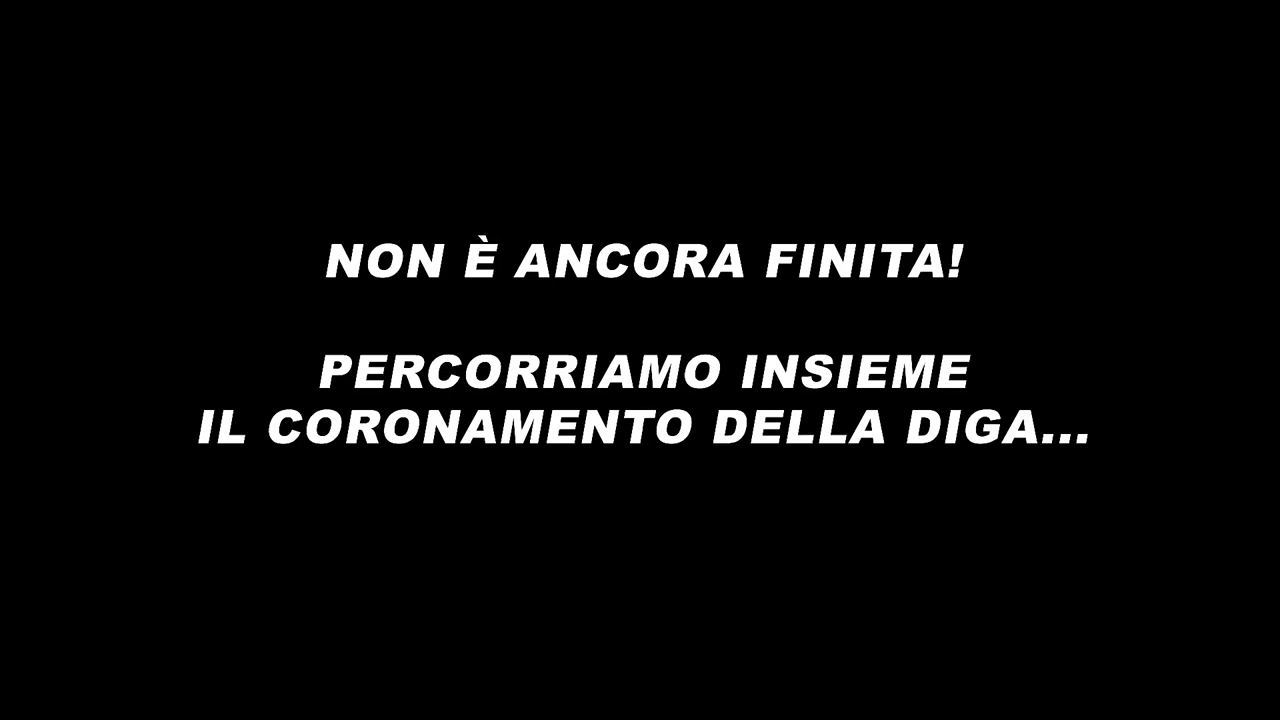 NON È ANCORA FINITA!
PERCORRIAMO INSIEME
IL CORONAMENTO DELLA DIGA...